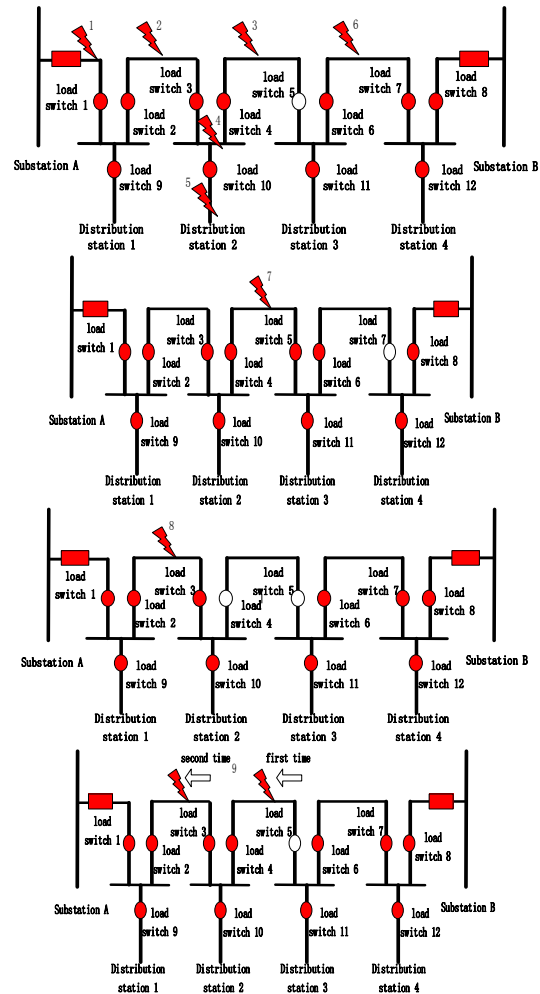 1
2
3
6
load
switch 1
load
switch 2
load
switch 3
load
switch 4
load
switch 5
load
switch 6
load
switch 7
load
switch 8
4
Substation A
Substation B
load
switch 9
load
switch 10
load
switch 11
load
switch 12
5
Distribution
station 1
Distribution
station 2
Distribution
station 3
Distribution
station 4
7
load
switch 1
load
switch 2
load
switch 3
load
switch 4
load
switch 5
load
switch 6
load
switch 7
load
switch 8
Substation A
Substation B
load
switch 9
load
switch 10
load
switch 11
load
switch 12
Distribution
station 1
Distribution
station 2
Distribution
station 3
Distribution
station 4
8
load
switch 1
load
switch 2
load
switch 3
load
switch 4
load
switch 5
load
switch 6
load
switch 7
load
switch 8
Substation A
Substation B
load
switch 9
load
switch 10
load
switch 11
load
switch 12
Distribution
station 1
Distribution
station 2
Distribution
station 3
Distribution
station 4
second time
first time
9
load
switch 1
load
switch 2
load
switch 3
load
switch 4
load
switch 5
load
switch 6
load
switch 7
load
switch 8
Substation A
Substation B
load
switch 9
load
switch 10
load
switch 11
load
switch 12
Distribution
station 1
Distribution
station 2
Distribution
station 3
Distribution
station 4